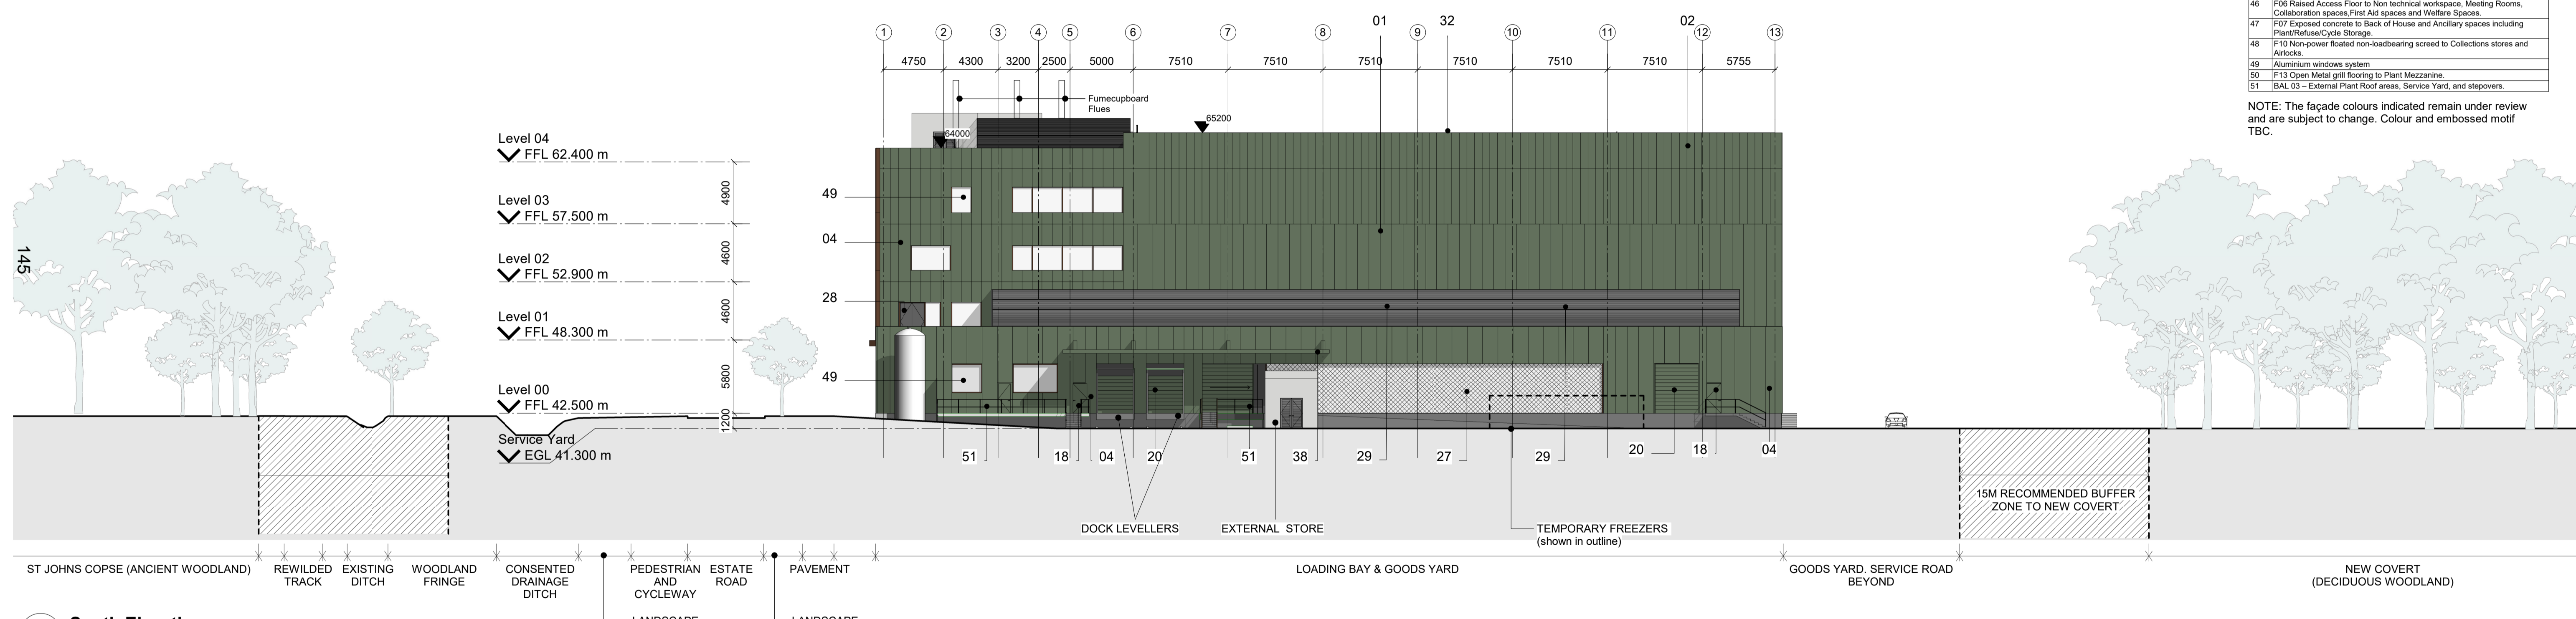 46 F06 Raised Access Floor to Non technical workspace, Meeting Rooms,
Collaboration spaces,First Aid spaces and Welfare Spaces.
47 F07 Exposed concrete to Back of House and Ancillary spaces including
Plant/Refuse/Cycle Storage.
48 F10 Non-power floated non-loadbearing screed to Collections stores and
Airlocks.
49 Aluminium windows system
50 F13 Open Metal grill flooring to Plant Mezzanine.
51 BAL 03 – External Plant Roof areas, Service Yard, and stepovers.
NOTE: The façade colours indicated remain under review
and are subject to change. Colour and embossed motif
TBC.
01 32 02
1 2 3 4 5 6 7 8 9 10 11 12 13
4750 4300 3200 2500 5000 7510 7510 7510 7510 7510 7510 5755
Fumecupboard
Flues
64000
65200
Level 04
FFL 62.400 m
4900
Level 03
FFL 57.500 m
4600
Level 02
FFL 52.900 m
4600
Level 01
FFL 48.300 m
5800
Level 00
FFL 42.500 m
1200
Service Yard
EGL 41.300 m
145
49
04
28
49
51 18 04 20 51 38 29 27 29 20 18 04
DOCK LEVELLERS
EXTERNAL STORE
TEMPORARY FREEZERS
(shown in outline)
15M RECOMMENDED BUFFER
ZONE TO NEW COVERT
ST JOHNS COPSE (ANCIENT WOODLAND)
REWILDED
TRACK
EXISTING
DITCH
WOODLAND
FRINGE
CONSENTED
DRAINAGE
DITCH
PEDESTRIAN
AND
CYCLEWAY
ESTATE
ROAD
PAVEMENT
LOADING BAY & GOODS YARD
GOODS YARD. SERVICE ROAD
BEYOND
NEW COVERT
(DECIDUOUS WOODLAND)
LANDSCAPE
LANDSCAPE